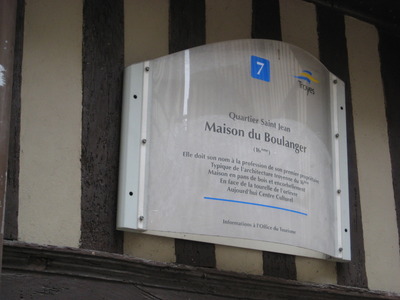 7
Troyes
Quartier Saint Jean
Maison du Boulanger
(16ème)
Elle doit son nom à la profession de son premier propriétaire
Typique de l'architecture troyenne du 16ème
Maison en pans de bois et encorbellement
En face de la tourelle de l'orfèvre
Aujourd'hui Centre Culturel
Informations à l'Office du Tourisme